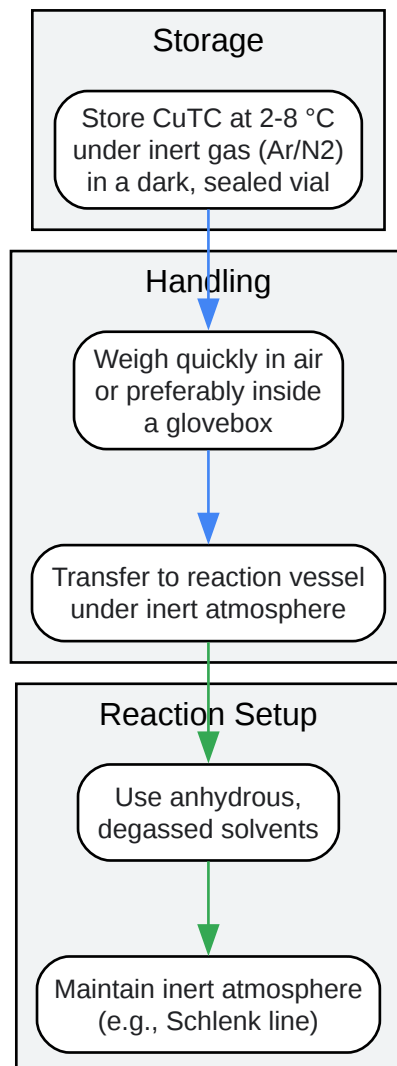 Storage
Store CuTC at 2-8 °C
under inert gas (Ar/N2)
in a dark, sealed vial
Handling
Weigh quickly in air
or preferably inside
a glovebox
Transfer to reaction vessel
under inert atmosphere
Reaction Setup
Use anhydrous,
degassed solvents
Maintain inert atmosphere
(e.g., Schlenk line)